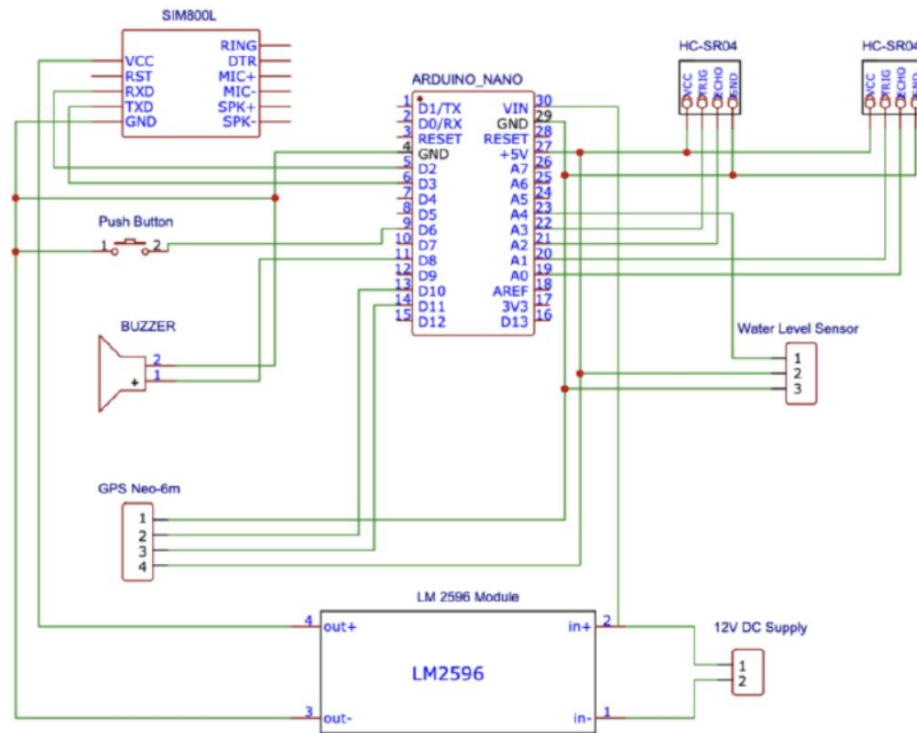 SIM800L
VCC
RST
RXD
TXD
GND
RING
DTR
MIC+
MIC-
SPK+
SPK-
ARDUINO_NANO
1 D1/TX VIN 30
2 D0/RX GND 29
3 RESET RESET 28
4 GND +5V 27
5 D2 A7 26
6 D3 A6 25
7 D4 A5 24
8 D5 A4 23
9 D6 A3 22
10 D7 A2 21
11 D8 A1 20
12 D9 A0 19
13 D10 AREF 18
14 D11 3V3 17
15 D12 D13 16
HC-SR04
VCC
TRIG
ECHO
GND
HC-SR04
VCC
TRIG
ECHO
GND
Push Button
1 2
BUZZER
2
+ 1
Water Level Sensor
1
2
3
GPS Neo-6m
1
2
3
4
LM 2596 Module
4 out+ in+ 2
LM2596
3 out- in- 1
12V DC Supply
1
2